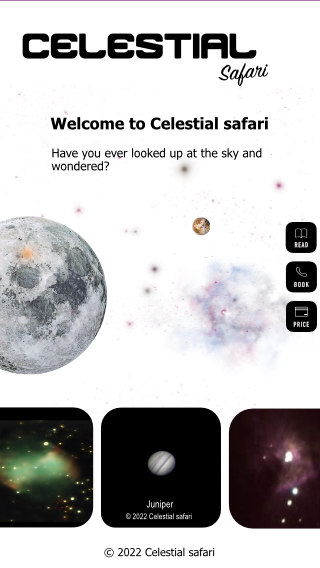 CELESTIAL
Safari
Welcome to Celestial safari
Have you ever looked up at the sky and
wondered?
READ
BOOK
PRICE
Juniper
© 2022 Celestial safari
© 2022 Celestial safari